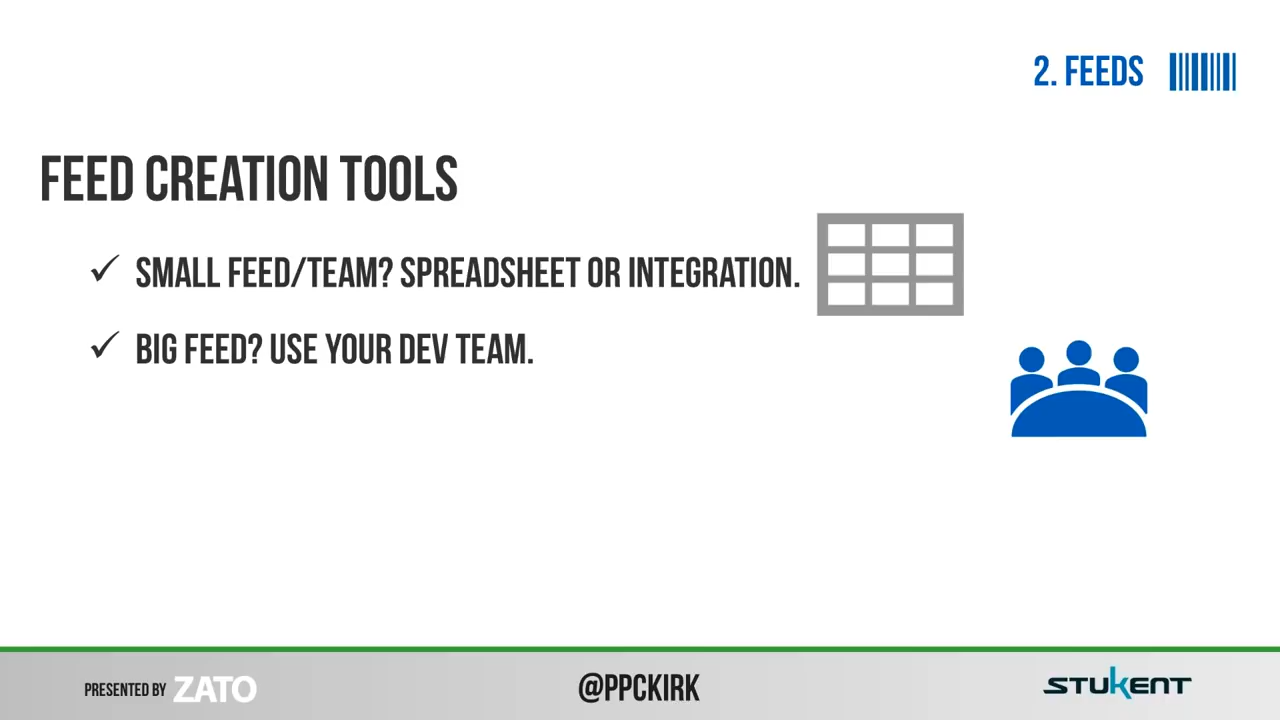 2. FEEDS
FEED CREATION TOOLS
✓ SMALL FEED/TEAM? SPREADSHEET OR INTEGRATION.
✓ BIG FEED? USE YOUR DEV TEAM.
PRESENTED BY ZATO
@PPCKIRK
STUKENT